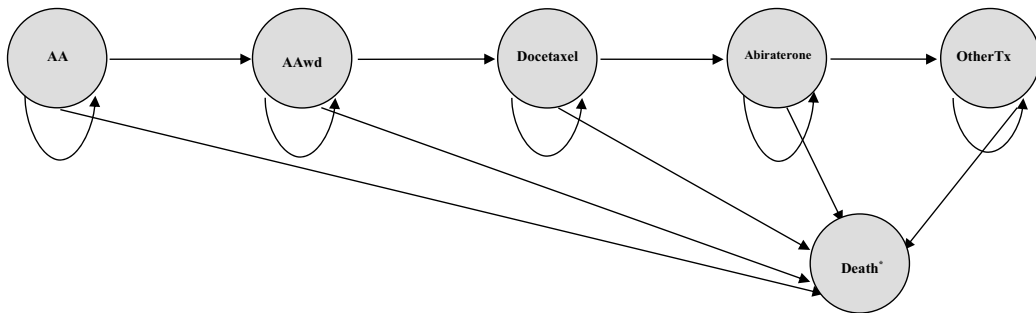 AA
AAwd
Docetaxel
Abiraterone
OtherTx
Death*